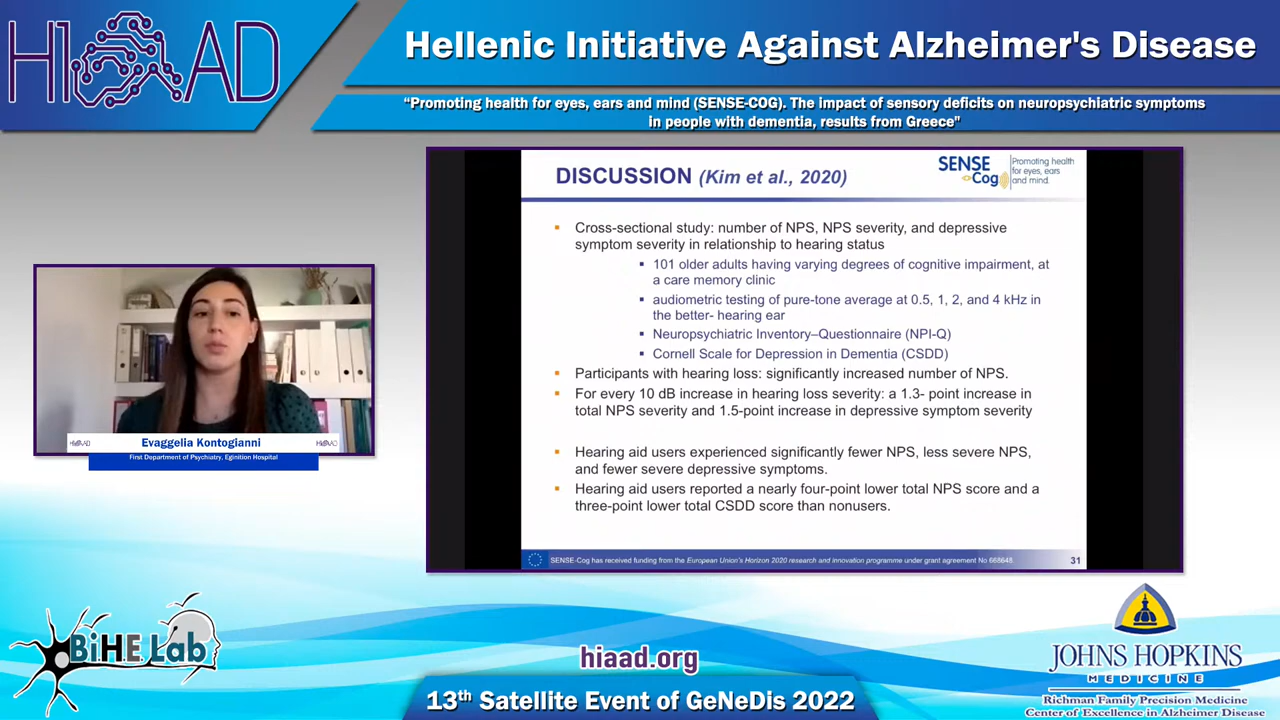 HIAAD
Hellenic Initiative Against Alzheimer's Disease
“Promoting health for eyes, ears and mind (SENSE-COG). The impact of sensory deficits on neuropsychiatric symptoms
in people with dementia, results from Greece"
DISCUSSION (Kim et al., 2020)
SENSE
Cog
Promoting health
for eyes, ears
and mind.
▪ Cross-sectional study: number of NPS, NPS severity, and depressive
symptom severity in relationship to hearing status
▪ 101 older adults having varying degrees of cognitive impairment, at
a care memory clinic
▪ audiometric testing of pure-tone average at 0.5, 1, 2, and 4 kHz in
the better- hearing ear
▪ Neuropsychiatric Inventory–Questionnaire (NPI-Q)
▪ Cornell Scale for Depression in Dementia (CSDD)
▪ Participants with hearing loss: significantly increased number of NPS.
▪ For every 10 dB increase in hearing loss severity: a 1.3- point increase in
total NPS severity and 1.5-point increase in depressive symptom severity
▪ Hearing aid users experienced significantly fewer NPS, less severe NPS,
and fewer severe depressive symptoms.
▪ Hearing aid users reported a nearly four-point lower total NPS score and a
three-point lower total CSDD score than nonusers.
SENSE-Cog has received funding from the European Union's Horizon 2020 research and innovation programme under grant agreement No 668648.
31
HIAAD
Evaggelia Kontogianni
HIAAD
First Department of Psychiatry, Eginition Hospital
BiHE Lab
hiaad.org
13th Satellite Event of GeNeDis 2022
JOHNS HOPKINS
MEDICINE
Richman Family Precision Medicine
Center of Excellence in Alzheimer Disease